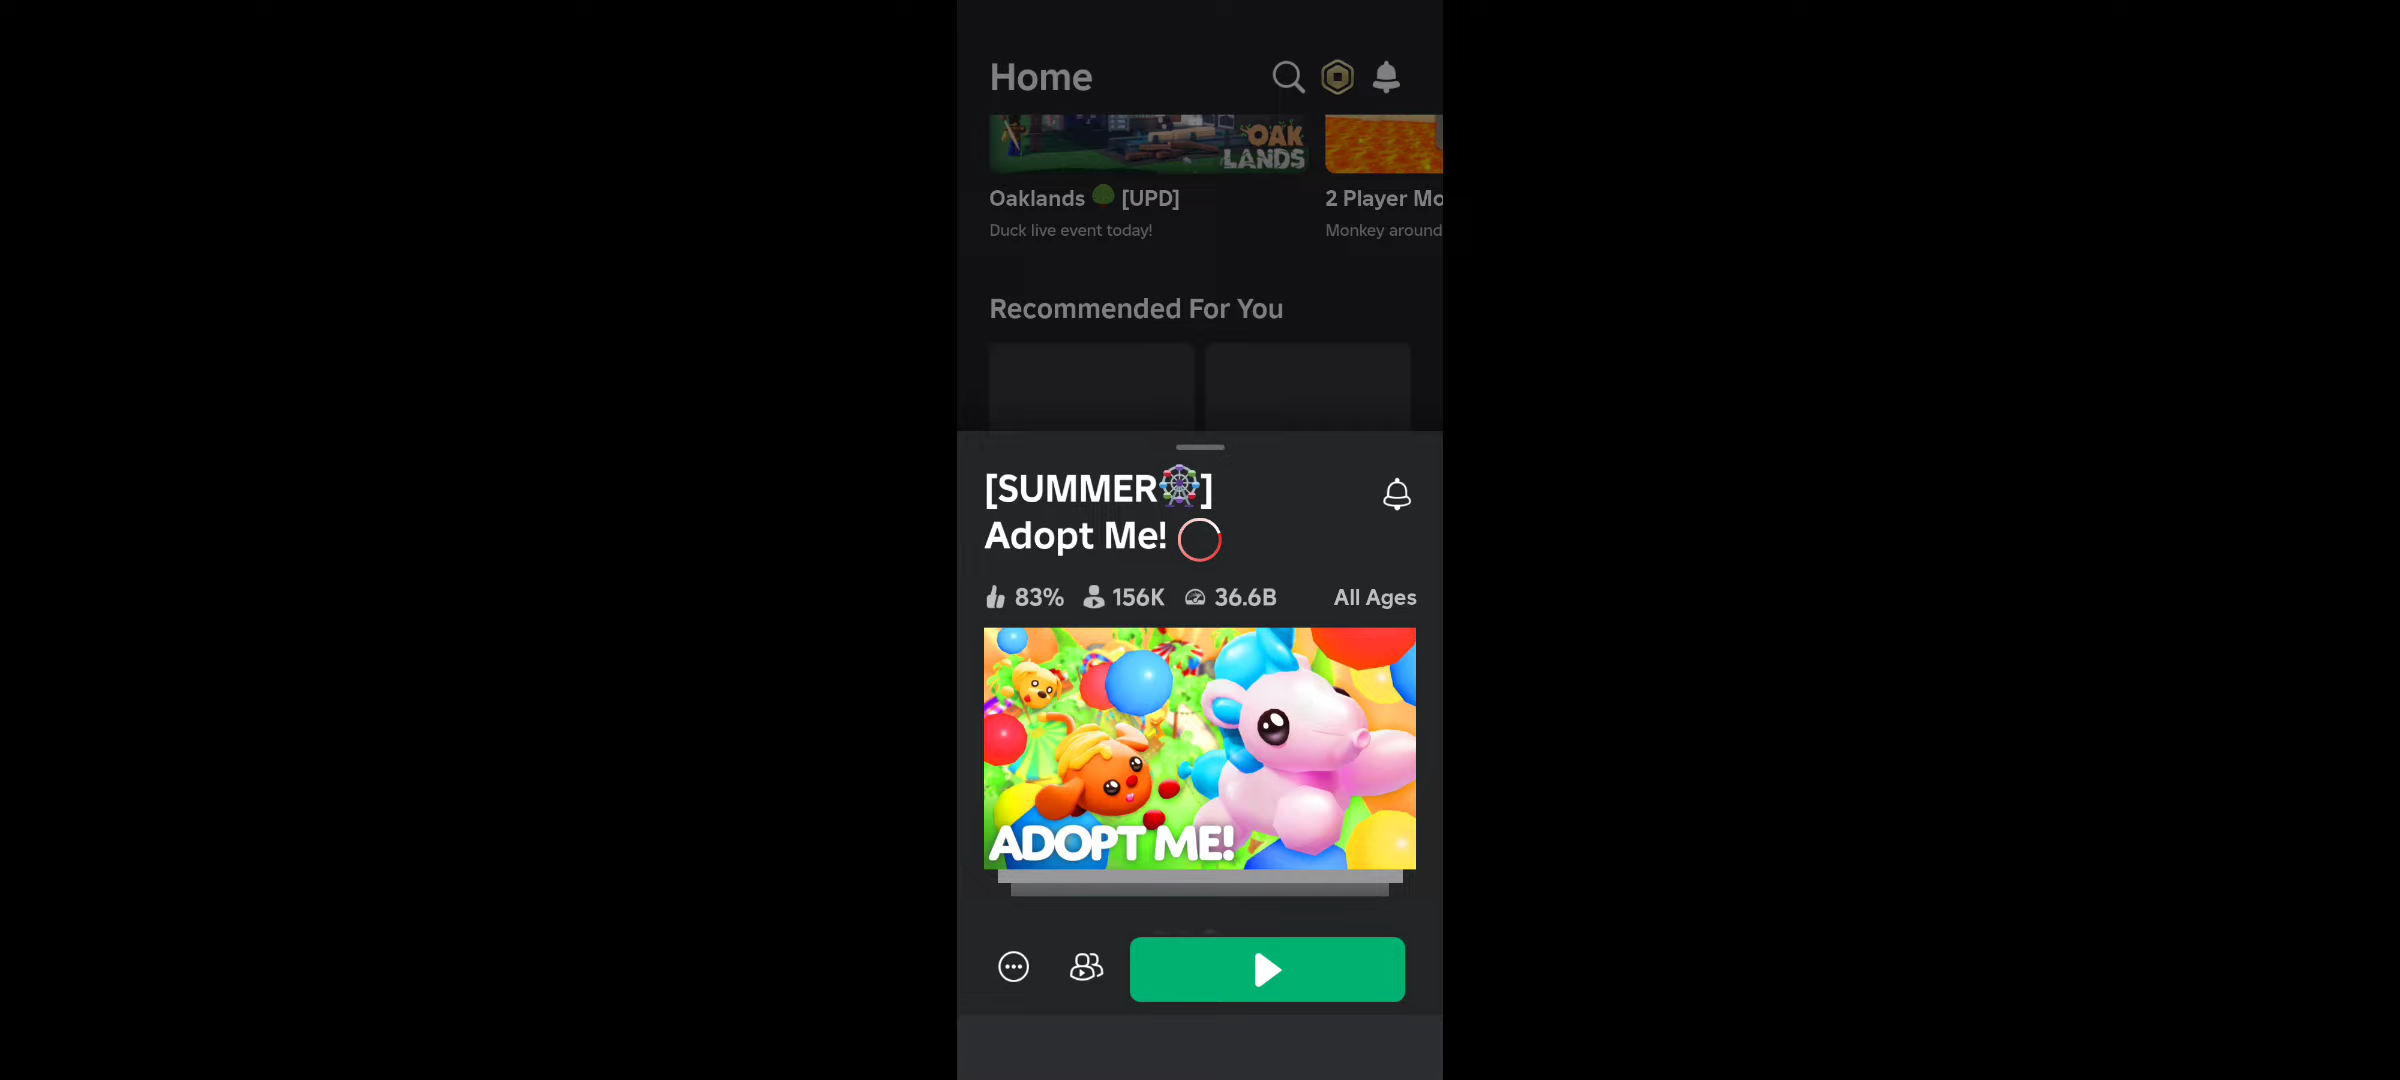 Home
OAK
LANDS
Oaklands [UPD]
2 Player Mo
Duck live event today!
Monkey around
Recommended For You
[SUMMER]
Adopt Me!
83% 156K 36.6B All Ages
ADOPT ME!